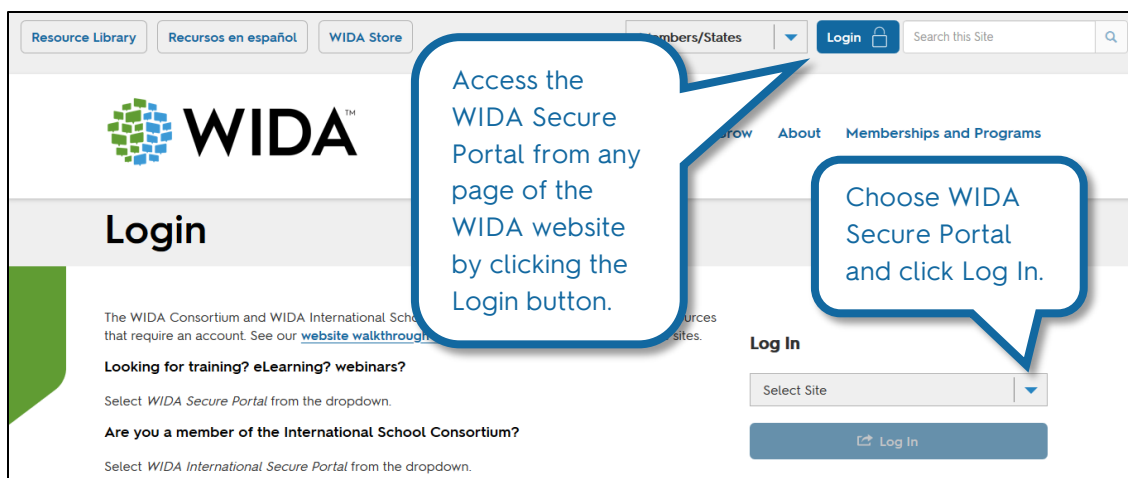 Resource Library
Recursos en español
WIDA Store
Members/States
Login
Search this Site
WIDA™
About
Memberships and Programs
Access the
WIDA Secure
Portal from any
page of the
WIDA website
by clicking the
Login button.
Choose WIDA
Secure Portal
and click Log In.
Login
The WIDA Consortium and WIDA International
that require an account. See our website walkthrough
sites.
Looking for training? eLearning? webinars?
Select WIDA Secure Portal from the dropdown.
Are you a member of the International School Consortium?
Select WIDA International Secure Portal from the dropdown.
Log In
Select Site
Log In